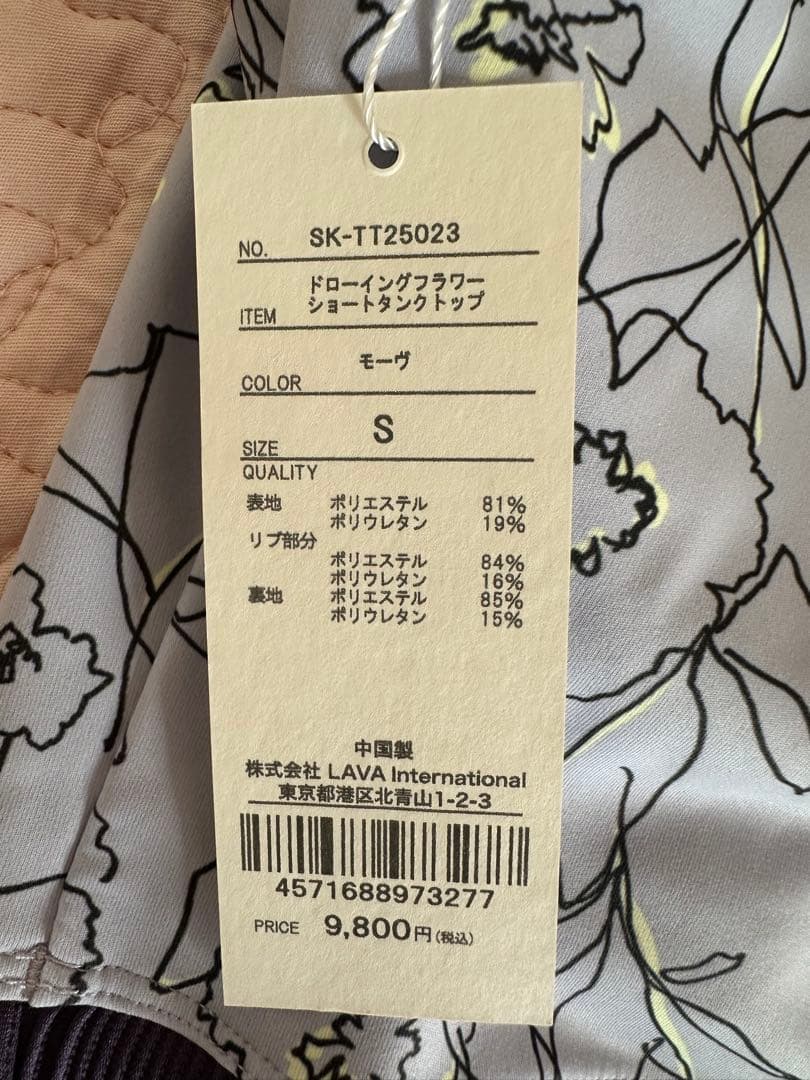 NO. SK-TT25023
ドローイングフラワー
ITEM ショートタンクトップ
COLOR モーヴ
SIZE S
QUALITY
表地 ポリエステル 81%
ポリウレタン 19%
リブ部分
ポリエステル 84%
ポリウレタン 16%
裏地 ポリエステル 85%
ポリウレタン 15%
中国製
株式会社 LAVA International
東京都港区北青山1-2-3
4571688973277
PRICE 9,800円(税込)